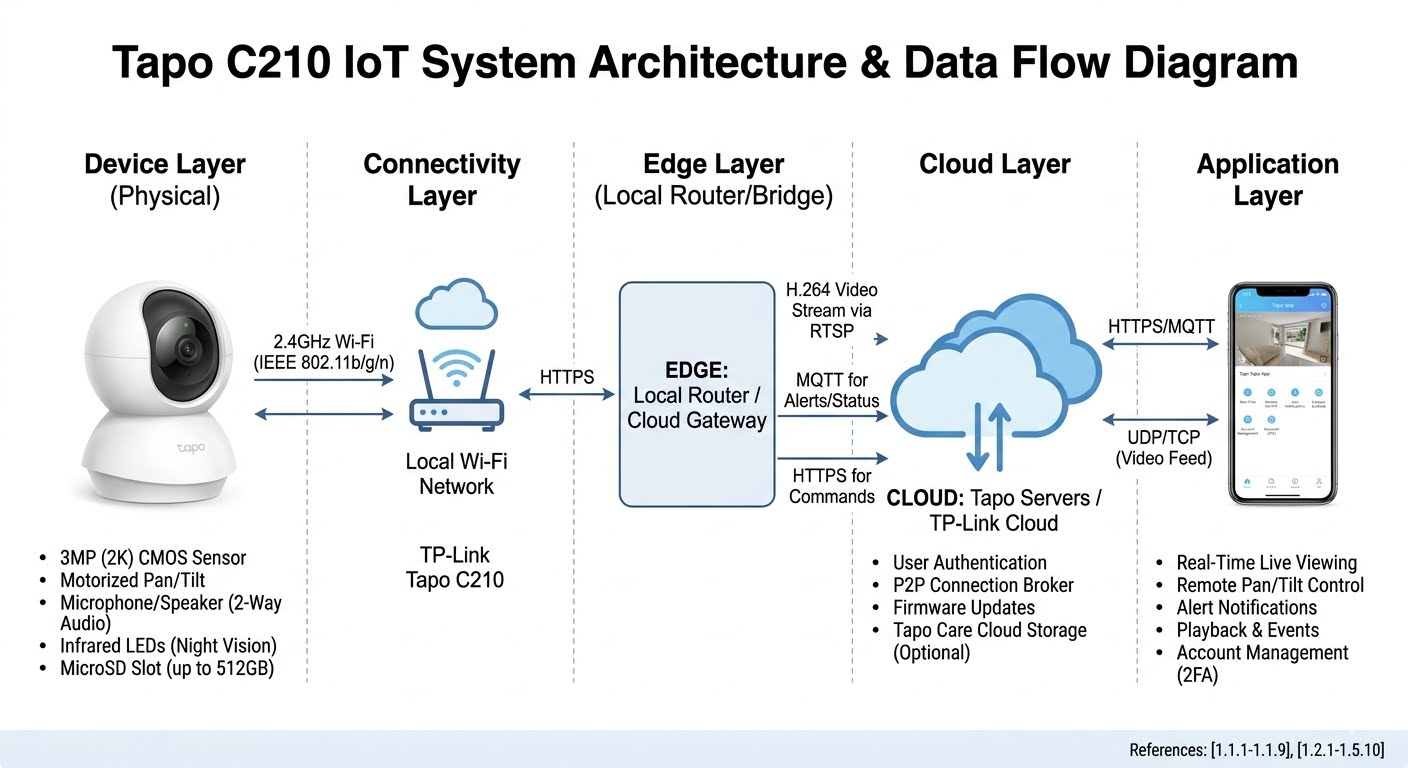 Tapo C210 IoT System Architecture & Data Flow Diagram
Device Layer
(Physical)
Connectivity
Layer
Edge Layer
(Local Router/Bridge)
Cloud Layer
Application
Layer
tapo
2.4GHz Wi-Fi
(IEEE 802.11b/g/n)
Local Wi-Fi
Network
TP-Link
Tapo C210
HTTPS
EDGE:
Local Router /
Cloud Gateway
H.264 Video
Stream via
RTSP
MQTT for
Alerts/Status
HTTPS for
Commands
CLOUD: Tapo Servers /
TP-Link Cloud
HTTPS/MQTT
UDP/TCP
(Video Feed)
Tapo App
• 3MP (2K) CMOS Sensor
• Motorized Pan/Tilt
• Microphone/Speaker (2-Way
Audio)
• Infrared LEDs (Night Vision)
• MicroSD Slot (up to 512GB)
• User Authentication
• P2P Connection Broker
• Firmware Updates
• Tapo Care Cloud Storage
(Optional)
• Real-Time Live Viewing
• Remote Pan/Tilt Control
• Alert Notifications
• Playback & Events
• Account Management
(2FA)
References: [1.1.1-1.1.9], [1.2.1-1.5.10]